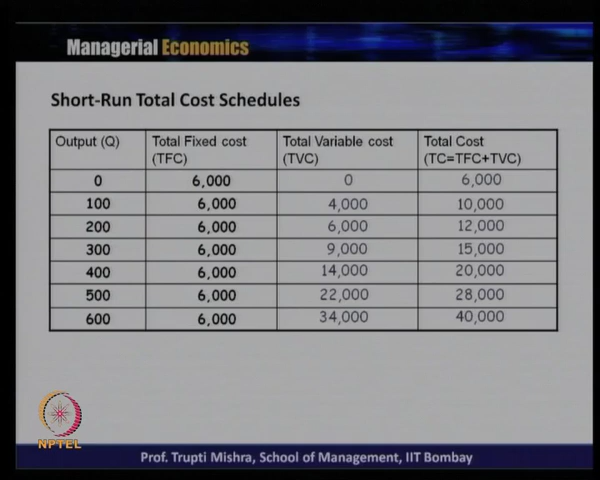 Managerial Economics
Short-Run Total Cost Schedules
Output (Q) Total Fixed cost (TFC) Total Variable cost (TVC) Total Cost (TC=TFC+TVC)
0 6,000 0 6,000
100 6,000 4,000 10,000
200 6,000 6,000 12,000
300 6,000 9,000 15,000
400 6,000 14,000 20,000
500 6,000 22,000 28,000
600 6,000 34,000 40,000
NPTEL
Prof. Trupti Mishra, School of Management, IIT Bombay